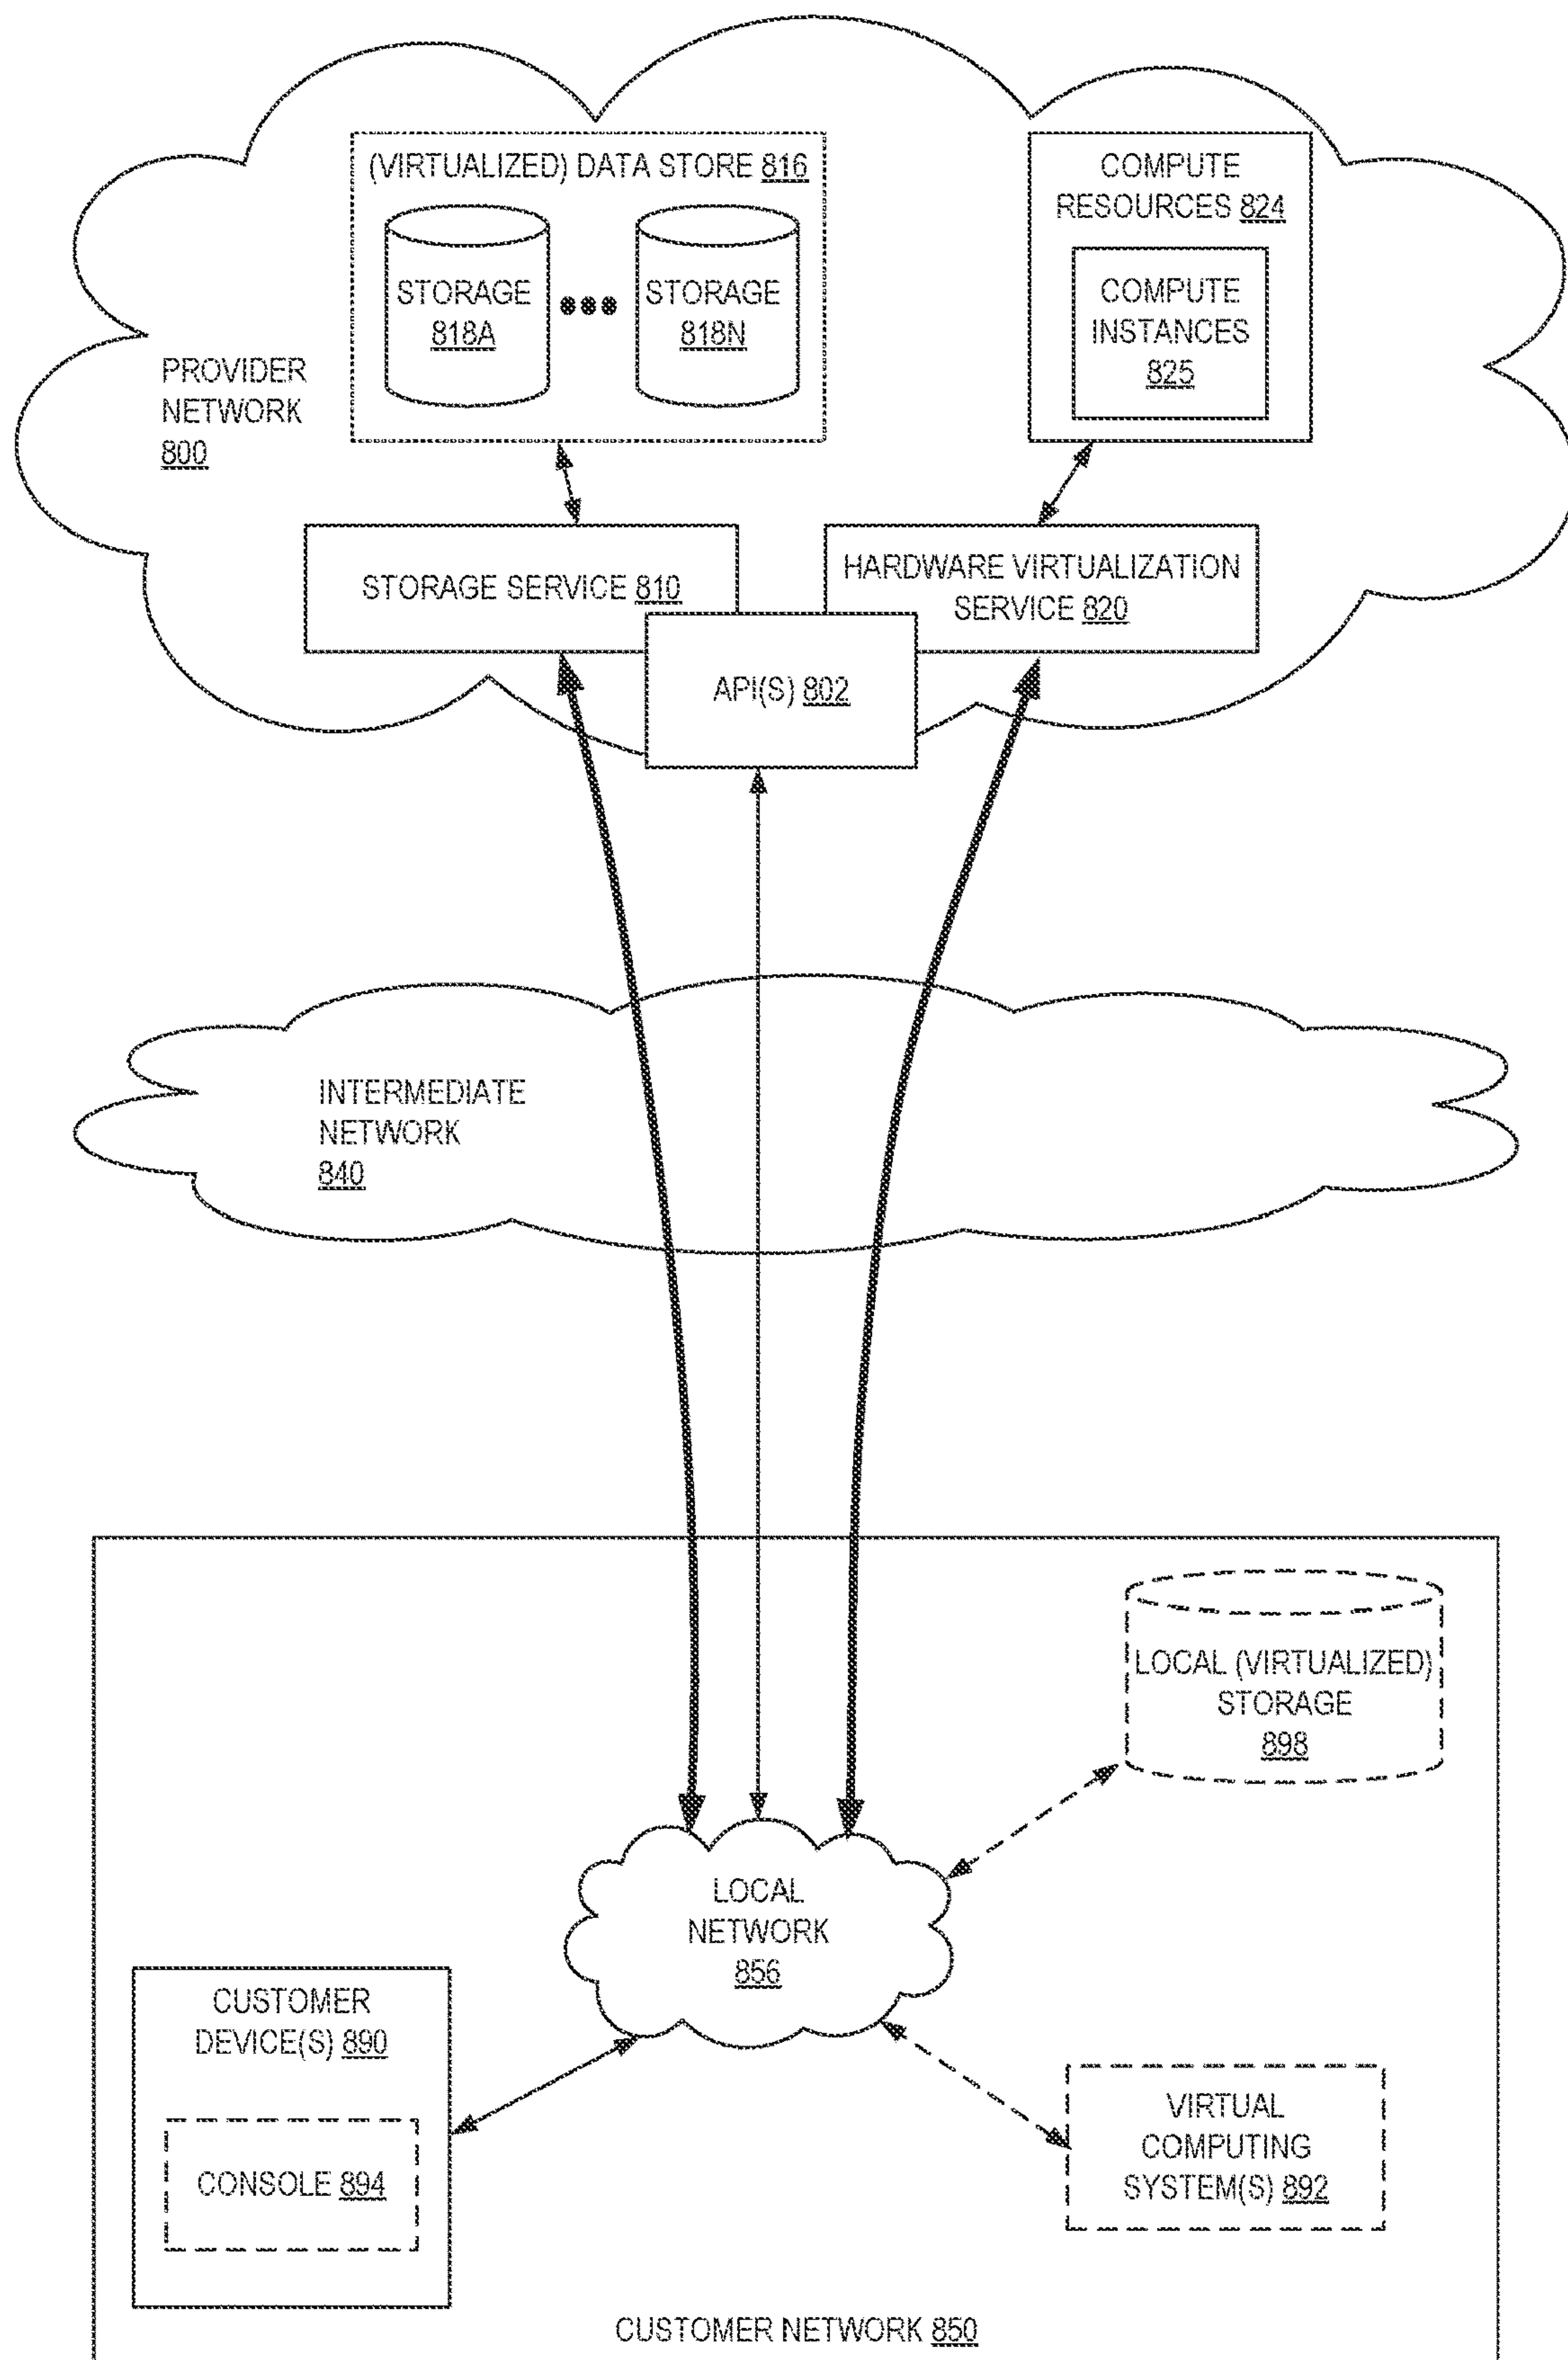 (VIRTUALIZED) DATA STORE 816
STORAGE
818A
STORAGE
818N
COMPUTE
RESOURCES 824
COMPUTE
INSTANCES
825
PROVIDER
NETWORK
800
STORAGE SERVICE 810
HARDWARE VIRTUALIZATION
SERVICE 820
API(S) 802
INTERMEDIATE
NETWORK
840
LOCAL (VIRTUALIZED)
STORAGE
898
LOCAL
NETWORK
856
CUSTOMER
DEVICE(S) 890
CONSOLE 894
VIRTUAL
COMPUTING
SYSTEM(S) 892
CUSTOMER NETWORK 850